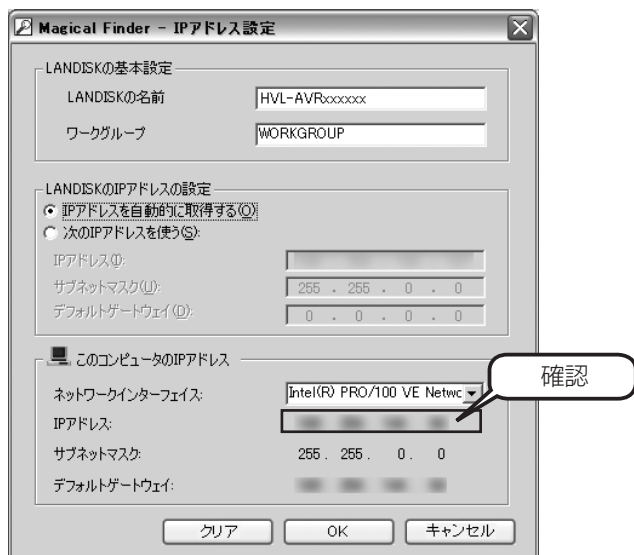 Magical Finder - IPアドレス設定
LANDISKの基本設定
LANDISKの名前 HVL-AVRxxxxxx
ワークグループ WORKGROUP
LANDISKのIPアドレスの設定
IPアドレスを自動的に取得する(O)
次のIPアドレスを使う(S):
IPアドレス(I):
サブネットマスク(U): 255 . 255 . 0 . 0
デフォルトゲートウェイ(D): 0 . 0 . 0 . 0
このコンピュータのIPアドレス
ネットワークインターフェイス: Intel(R) PRO/100 VE Netwc
確認
IPアドレス:
サブネットマスク: 255 . 255 . 0 . 0
デフォルトゲートウェイ:
クリア OK キャンセル